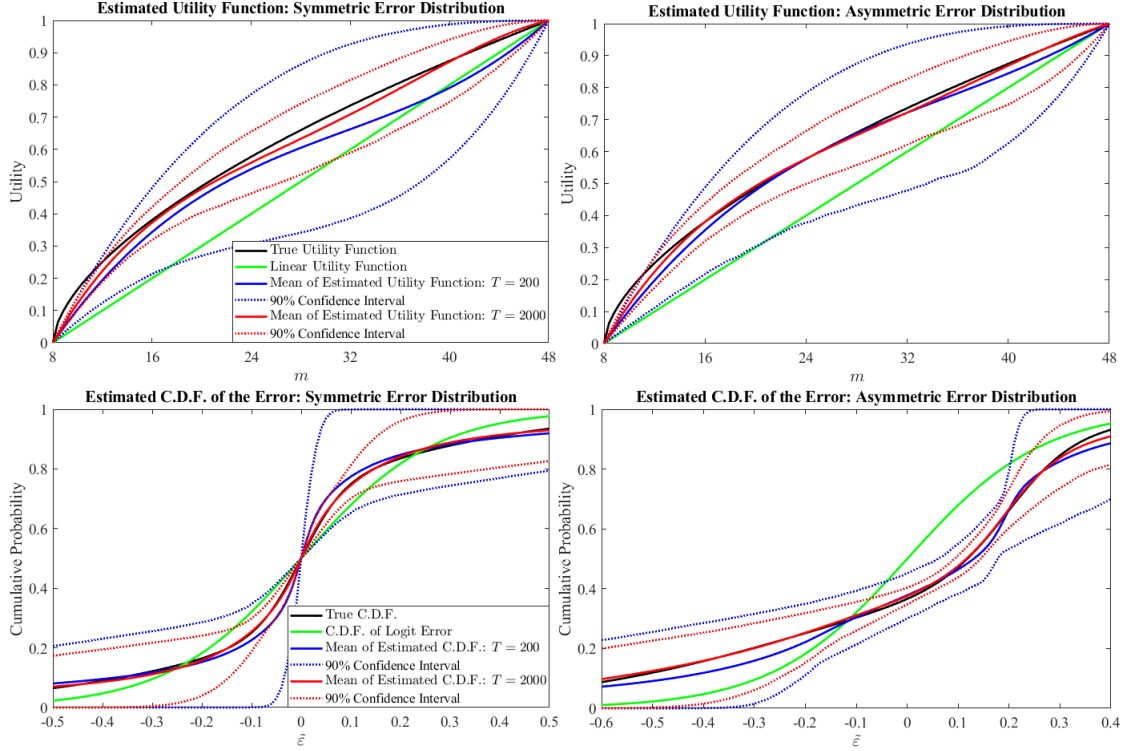 Estimated Utility Function: Symmetric Error Distribution
1
0.9
0.8
0.7
0.6
0.5
0.4
0.3
0.2
0.1
0
Utility
8
16
24
32
40
48
m
True Utility Function
Linear Utility Function
Mean of Estimated Utility Function: T = 200
90% Confidence Interval
Mean of Estimated Utility Function: T = 2000
90% Confidence Interval
Estimated Utility Function: Asymmetric Error Distribution
1
0.9
0.8
0.7
0.6
0.5
0.4
0.3
0.2
0.1
0
Utility
8
16
24
32
40
48
m
Estimated C.D.F. of the Error: Symmetric Error Distribution
1
0.8
0.6
0.4
0.2
0
Cumulative Probability
-0.5
-0.4
-0.3
-0.2
-0.1
0
0.1
0.2
0.3
0.4
0.5
ε̃
True C.D.F.
C.D.F. of Logit Error
Mean of Estimated C.D.F.: T = 200
90% Confidence Interval
Mean of Estimated C.D.F.: T = 2000
90% Confidence Interval
Estimated C.D.F. of the Error: Asymmetric Error Distribution
1
0.8
0.6
0.4
0.2
0
Cumulative Probability
-0.6
-0.5
-0.4
-0.3
-0.2
-0.1
0
0.1
0.2
0.3
0.4
ε̃